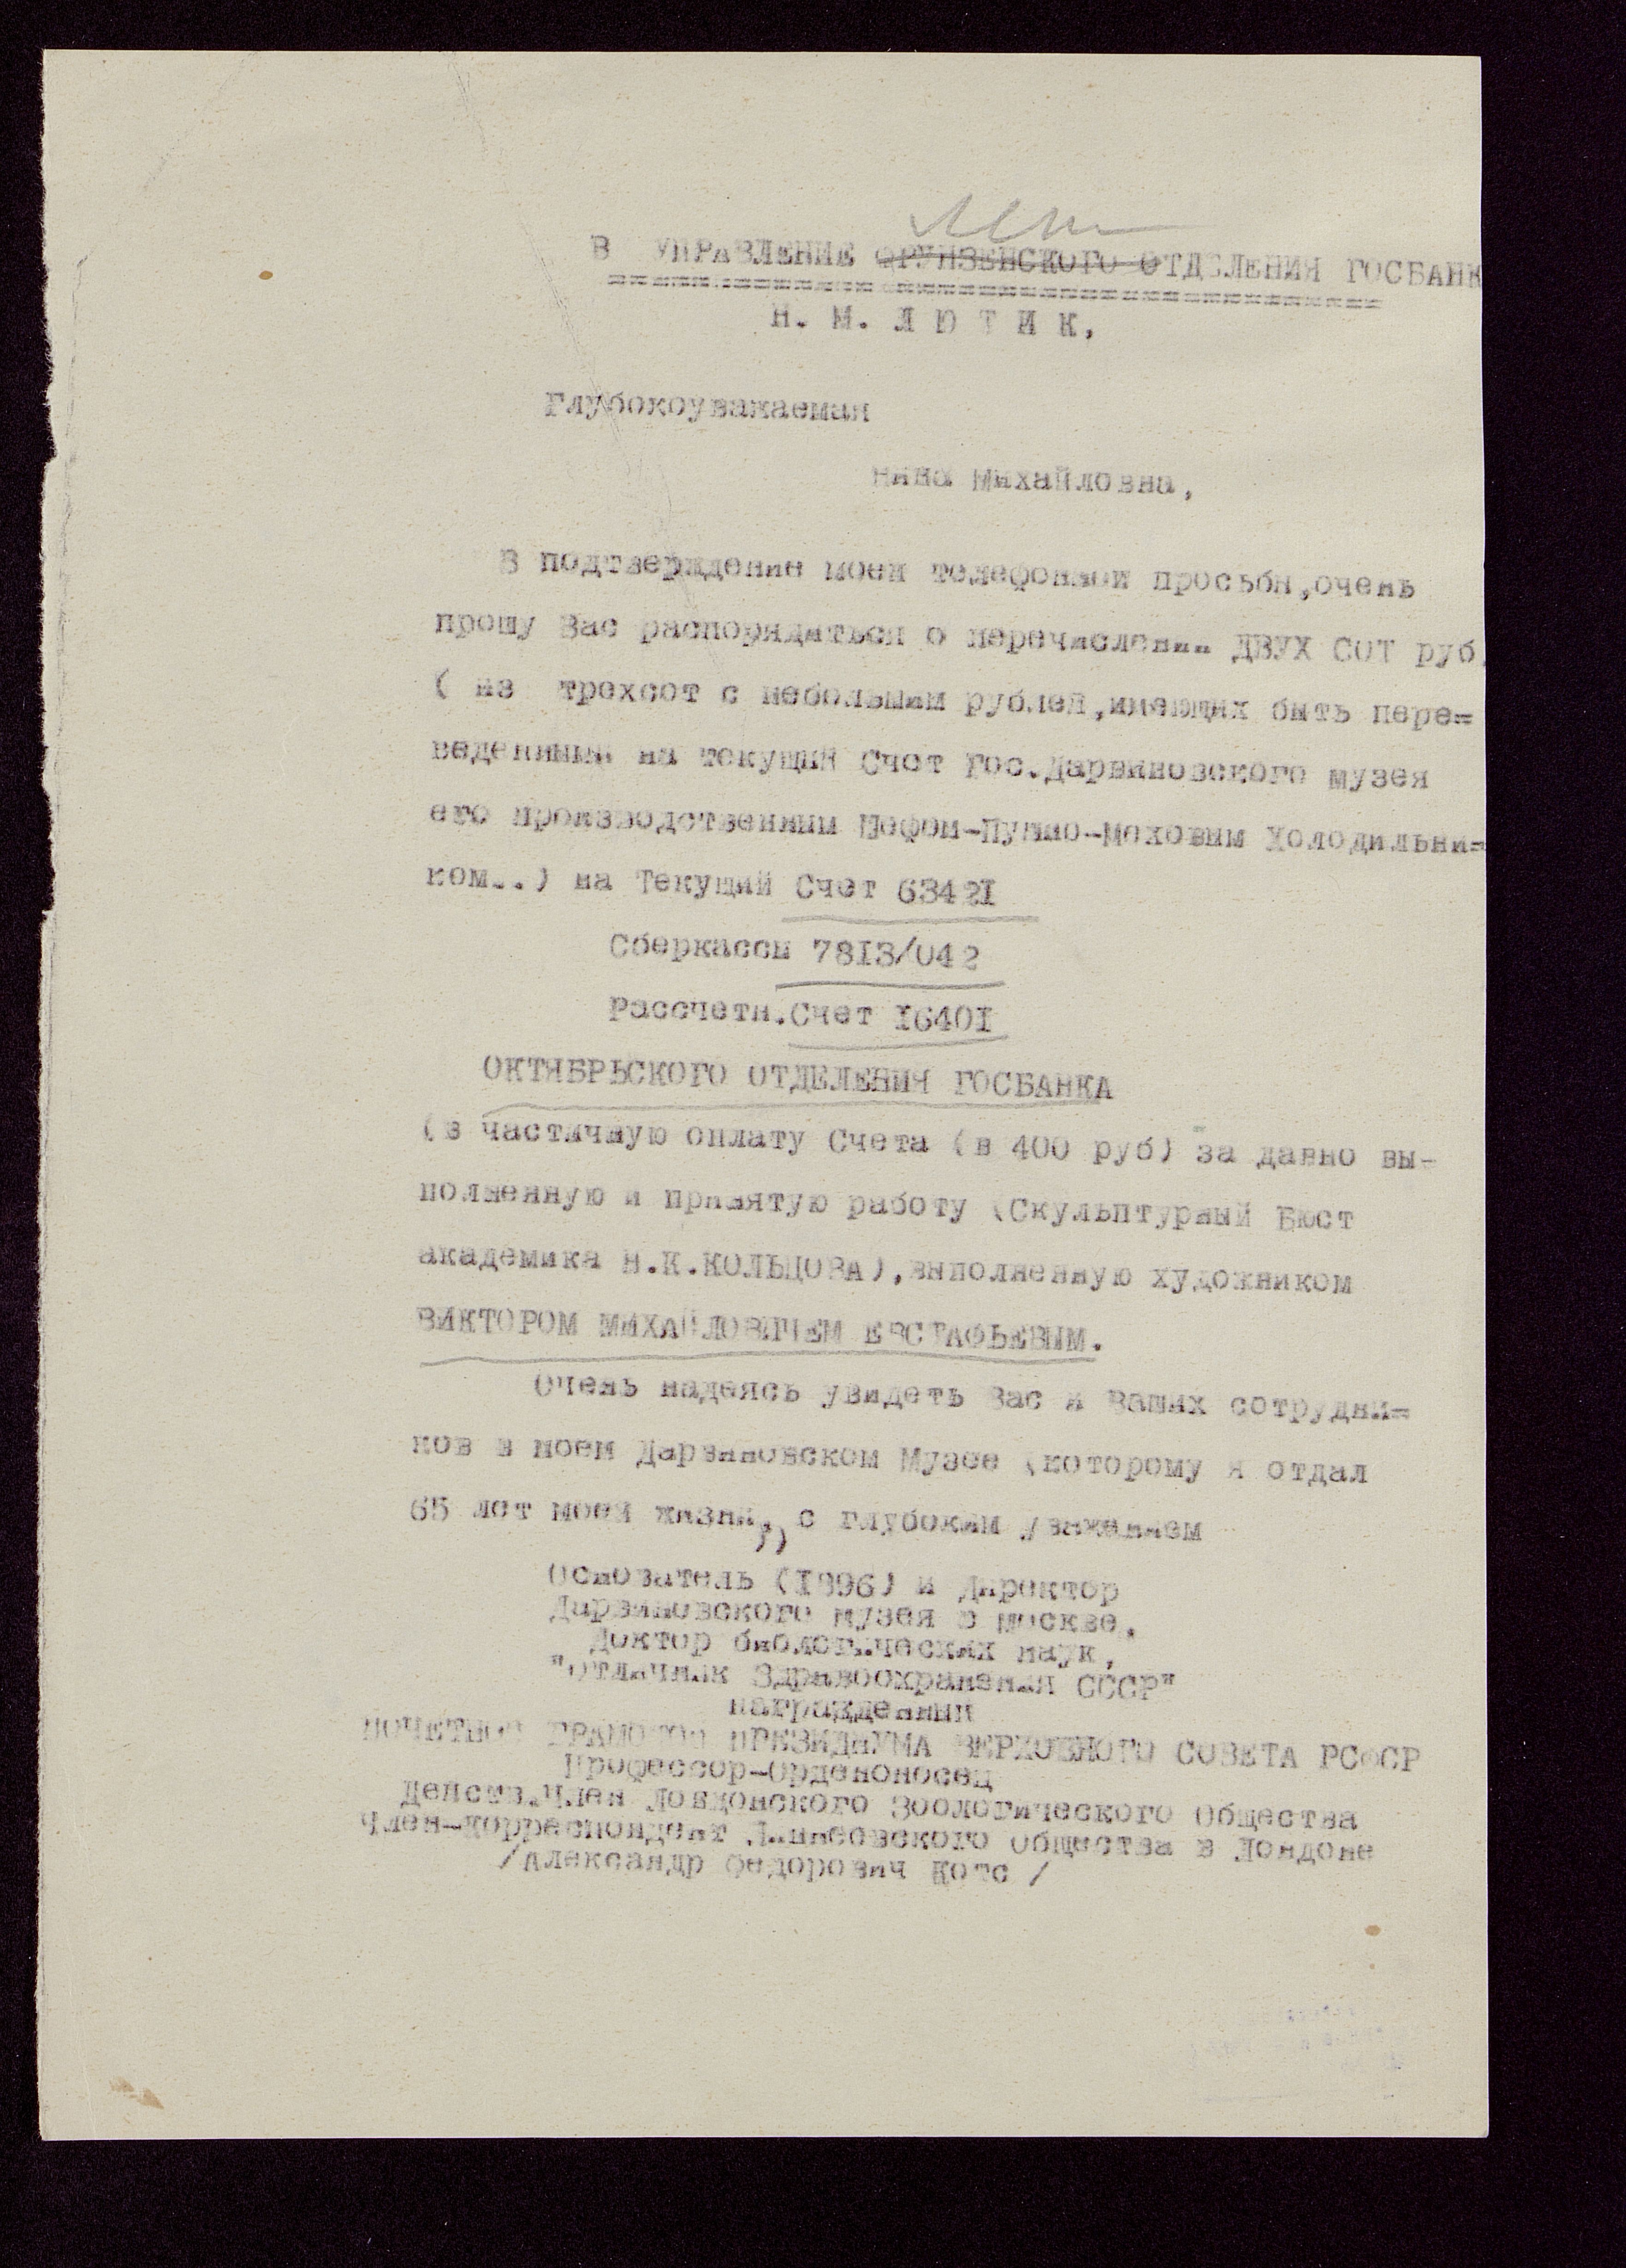 Лен
В УПРАВЛЕНИЕ ФРУНЗЕНСКОГО ОТДЕЛЕНИЯ ГОСБАНК
Н. М. Л Ю Т И К,
Глубокоуважаемая
Нина Михайловна,
В подтверждение моей телефонной просьбы,очень
прошу Вас распорядиться о перечислении ДВУХ СОТ руб.
( из трехсот с небольшим рублей,имеющих быть пере=
веденными на текущий Счет Гос.Дарвиновского музея
его производственным Шефом-Пушно-Меховым Холодильни=
ком..) на Текущий Счет 63421
Сберкассы 7813/042
Рассчетн.Счет I640I
ОКТЯБРЬСКОГО ОТДЕЛЕНИЯ ГОСБАНКА
(в частичную оплату Счета (в 400 руб) за давно вы-
полненную и принятую работу (Скульптурный Бюст
академика Н.К.КОЛЬЦОВА),выполненную художником
ВИКТОРОМ МИХАЙЛОВИЧЕМ ЕВСТАФЬЕВЫМ.
Очень надеясь увидеть Вас и Ваших сотрудни=
ков в моем Дарвиновском Музее (которому я отдал
65 лет моей жизни,), с глубоким уважением
Основатель (I896) и Директор
Дарвиновского музея в Москве,
Доктор биологических наук,
"Отличник Здравоохранения СССР"
награжденный
ПОЧЕТНОЙ ГРАМОТОЙ ПРЕЗИДИУМА ВЕРХОВНОГО СОВЕТА РСФСР
Профессор-Орденоносец
Действ.Член Лондонского Зоологического Общества
Член-Корреспондент Линнеевского Общества в Лондоне
/Александр Федорович Котс /